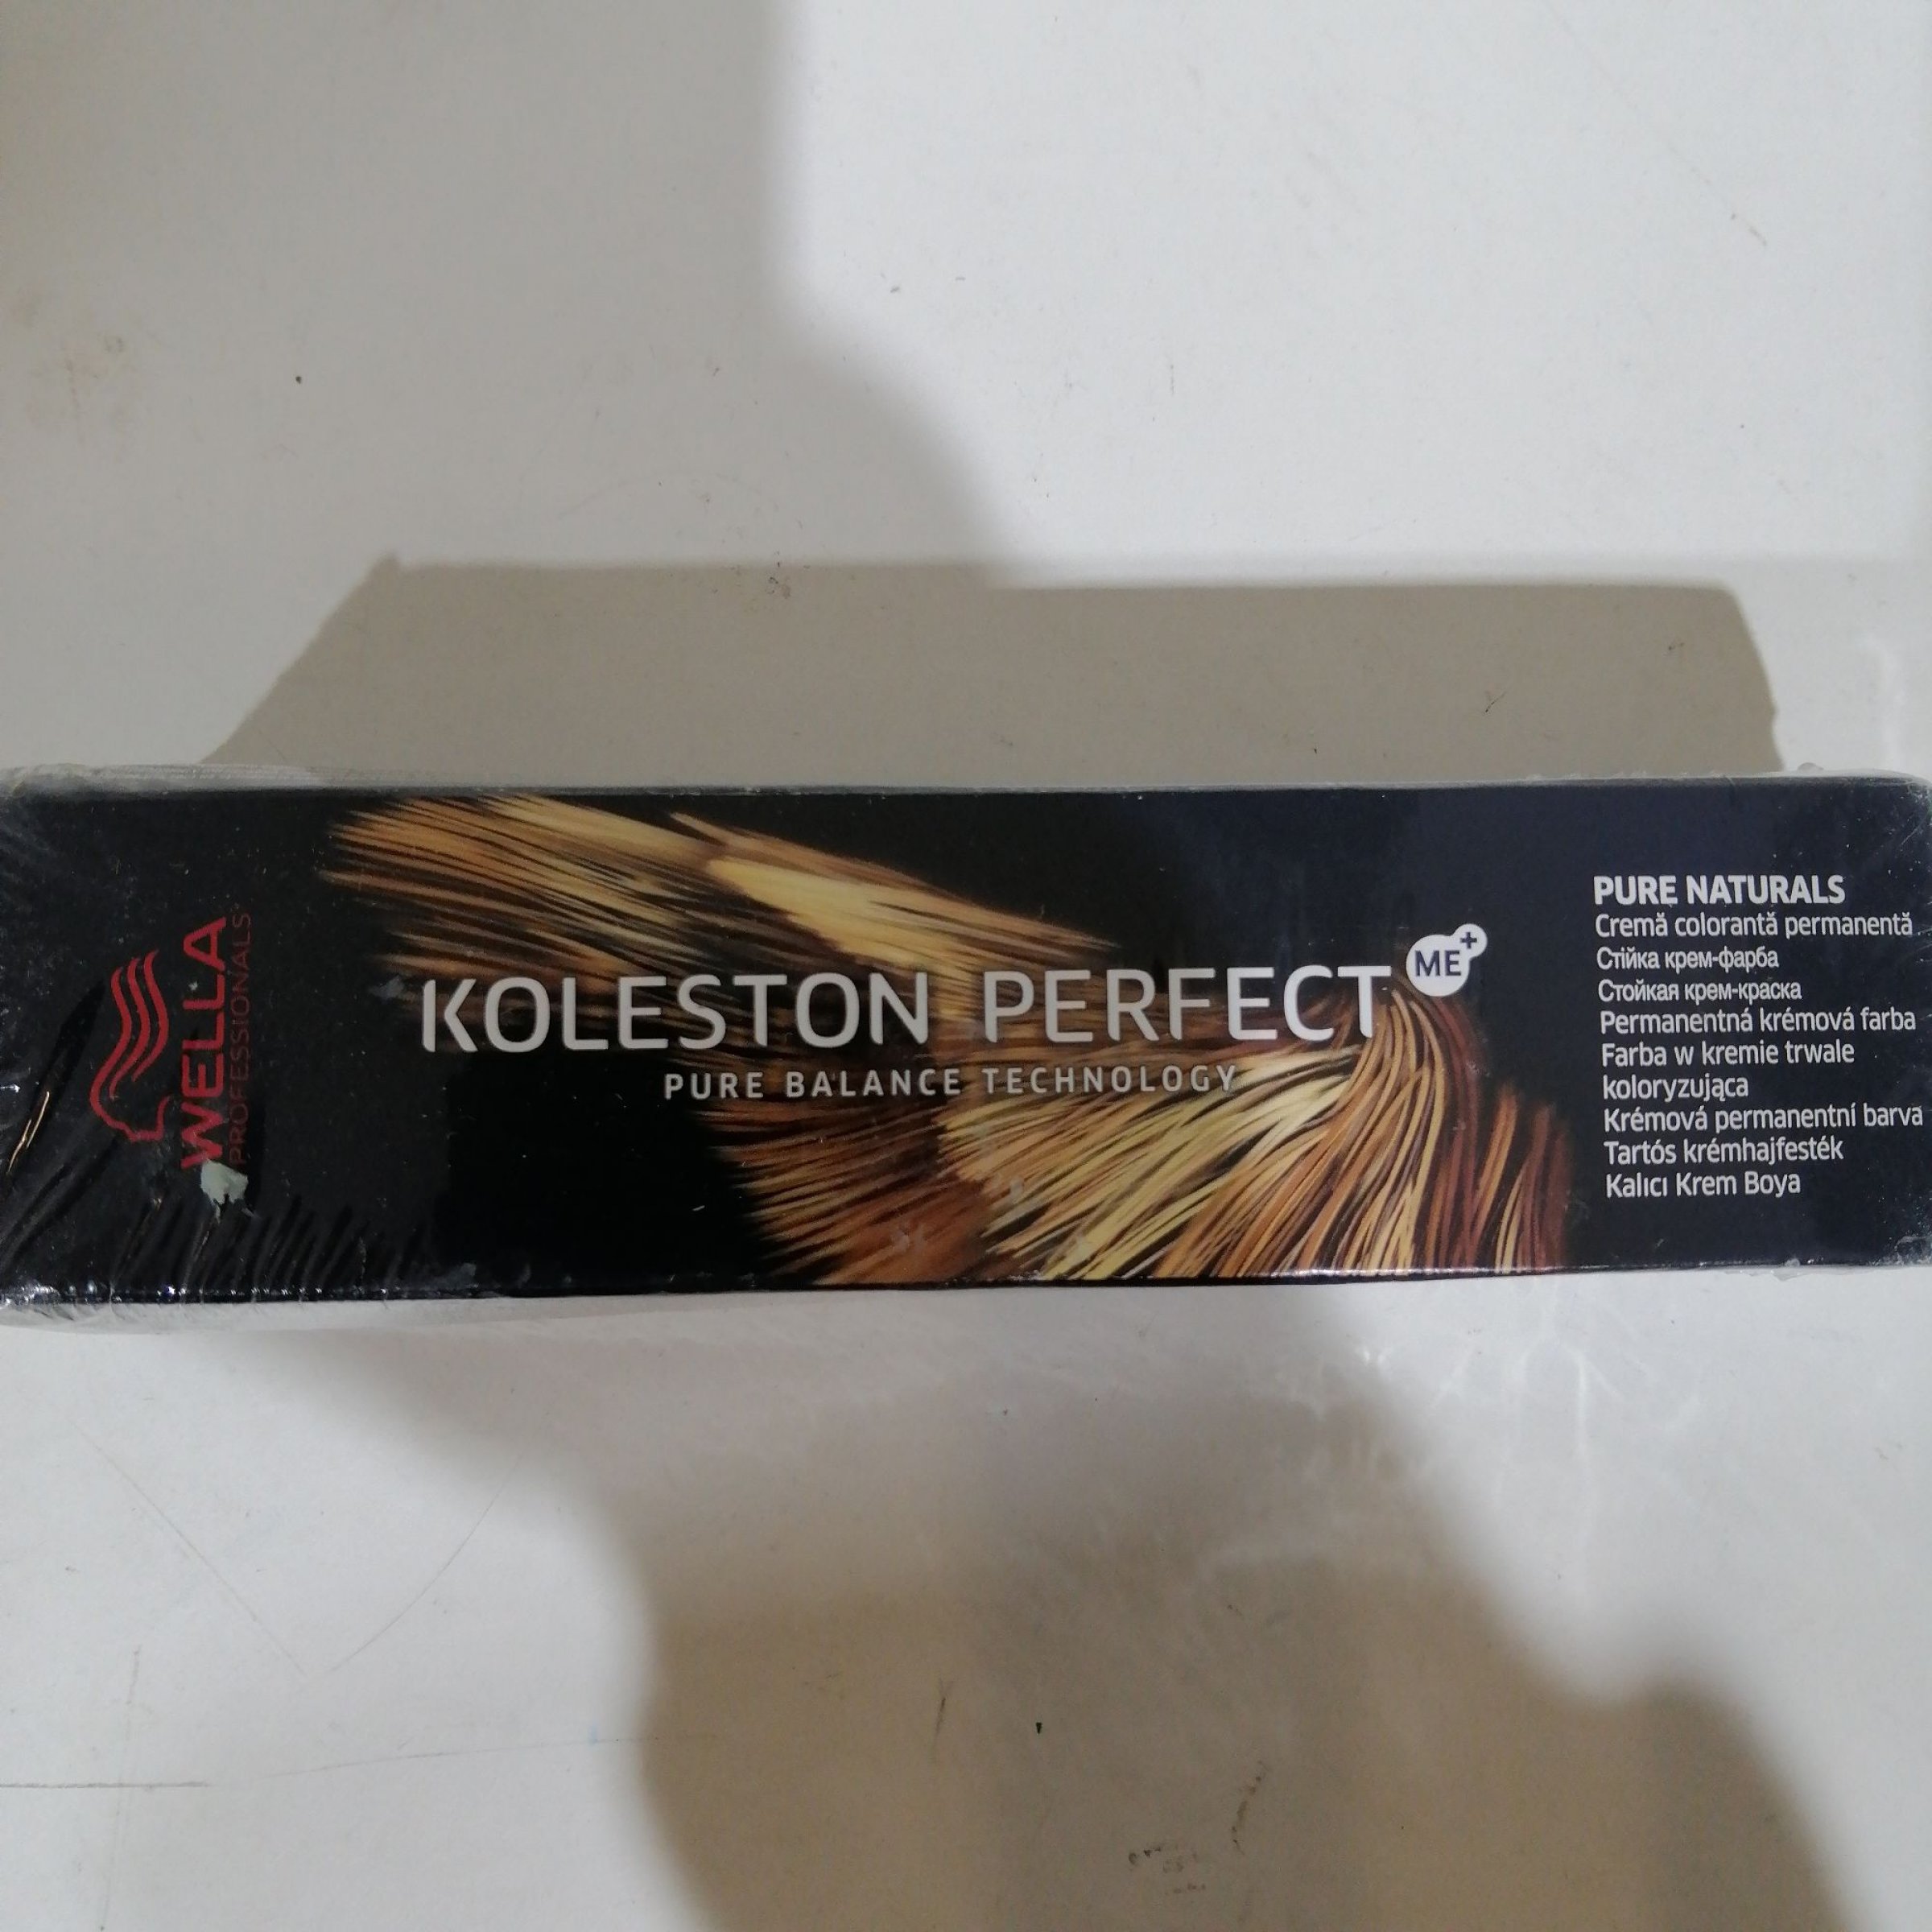 WELLA
PROFESSIONALS
KOLESTON PERFECT ME+
PURE BALANCE TECHNOLOGY
PURE NATURALS
Cremă colorantă permanentă
Стійка крем-фарба
Стойкая крем-краска
Permanentná krémová farba
Farba w kremie trwale
koloryzująca
Krémová permanentní barva
Tartós krémhajfesték
Kalıcı Krem Boya